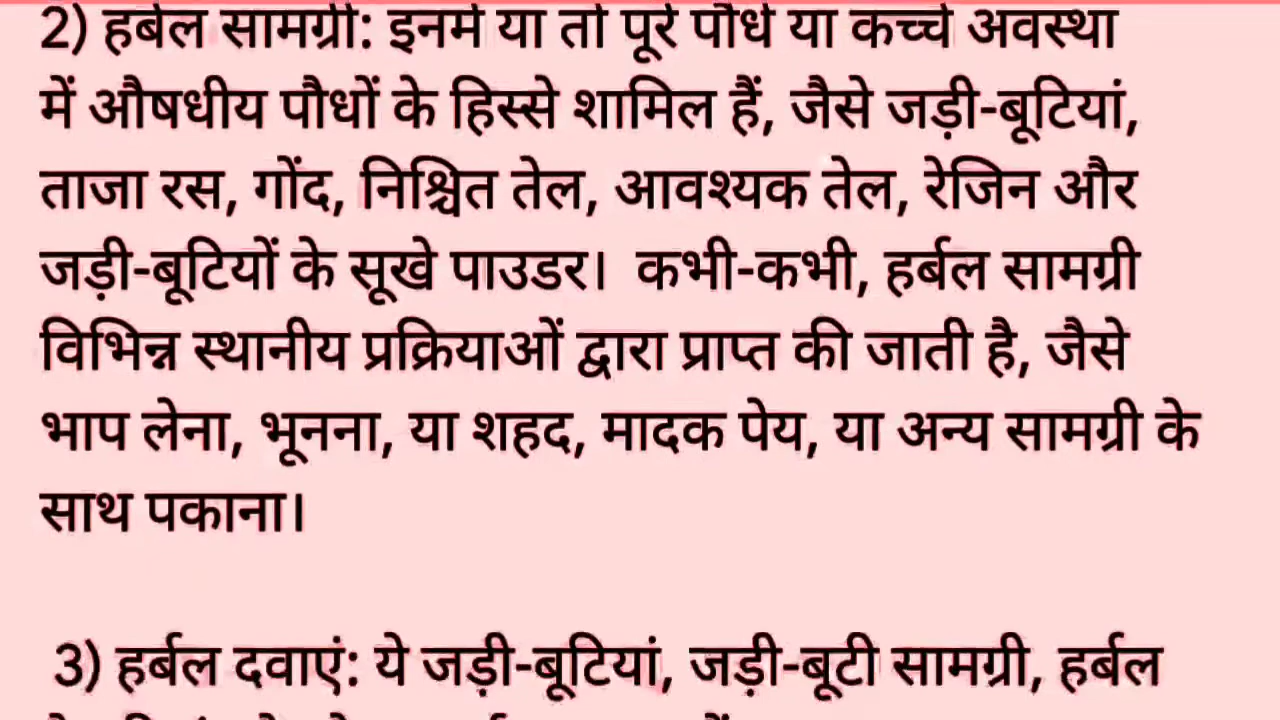 2) हर्बल सामग्री: इनमें या तो पूरे पौधे या कच्चे अवस्था
में औषधीय पौधों के हिस्से शामिल हैं, जैसे जड़ी-बूटियां,
ताजा रस, गोंद, निश्चित तेल, आवश्यक तेल, रेजिन और
जड़ी-बूटियों के सूखे पाउडर। कभी-कभी, हर्बल सामग्री
विभिन्न स्थानीय प्रक्रियाओं द्वारा प्राप्त की जाती है, जैसे
भाप लेना, भूनना, या शहद, मादक पेय, या अन्य सामग्री के
साथ पकाना।
3) हर्बल दवाएं: ये जड़ी-बूटियां, जड़ी-बूटी सामग्री, हर्बल